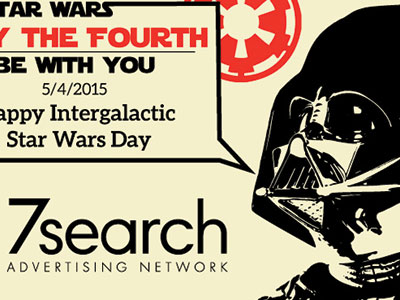 STAR WARS
Y THE FOURTH
BE WITH YOU
5/4/2015
appy Intergalactic
Star Wars Day
7search
ADVERTISING NETWORK